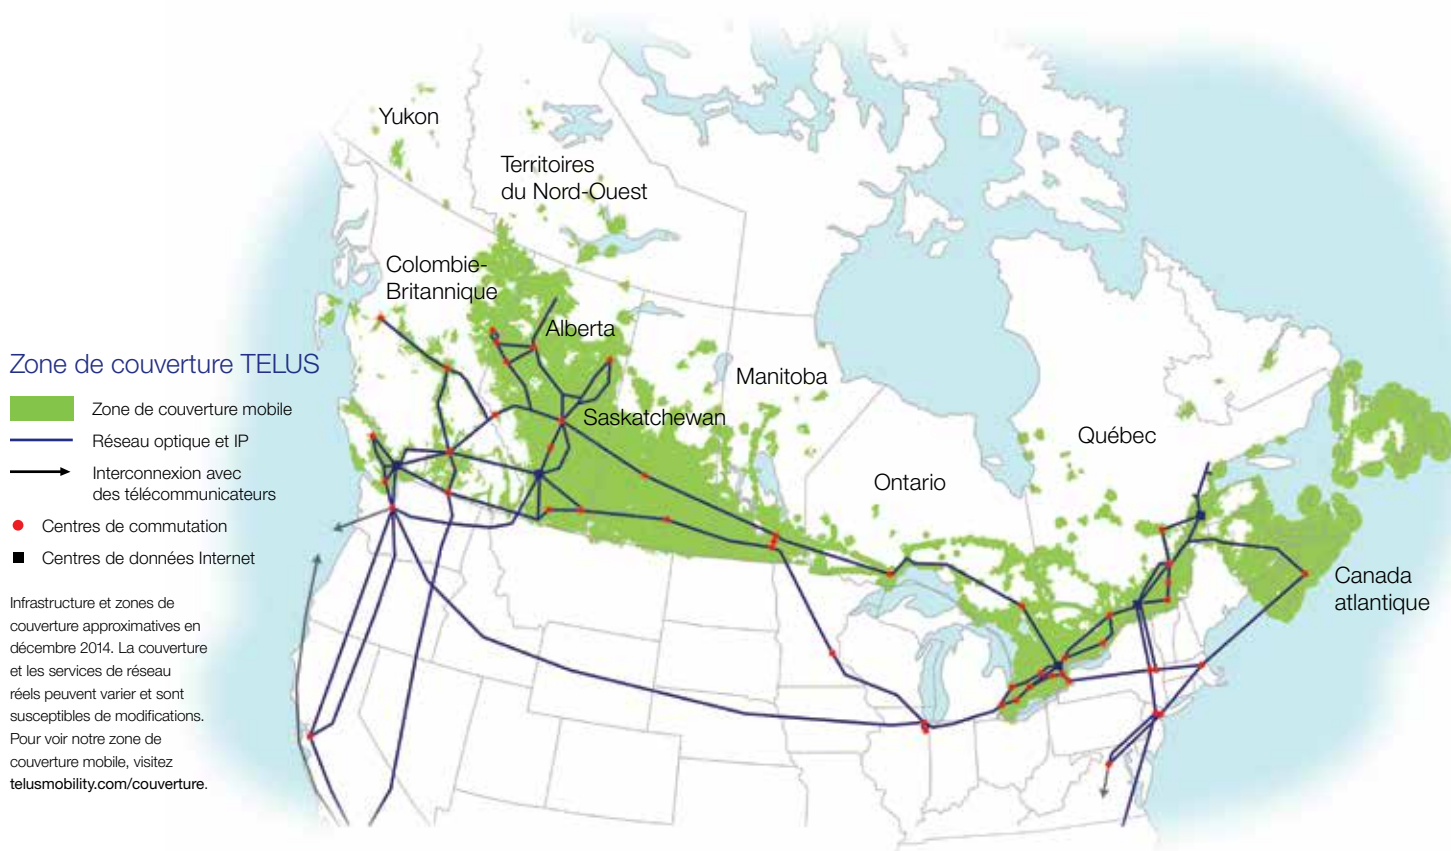 Yukon
Territoires
du Nord-Ouest
Colombie-
Britannique
Alberta
Zone de couverture TELUS
Manitoba
Zone de couverture mobile
Saskatchewan
Québec
Réseau optique et IP
Interconnexion avec
des télécommunicateurs
Ontario
Centres de commutation
Centres de données Internet
Canada
atlantique
Infrastructure et zones de
couverture approximatives en
décembre 2014. La couverture
et les services de réseau
réels peuvent varier et sont
susceptibles de modifications.
Pour voir notre zone de
couverture mobile, visitez
telusmobility.com/couverture.